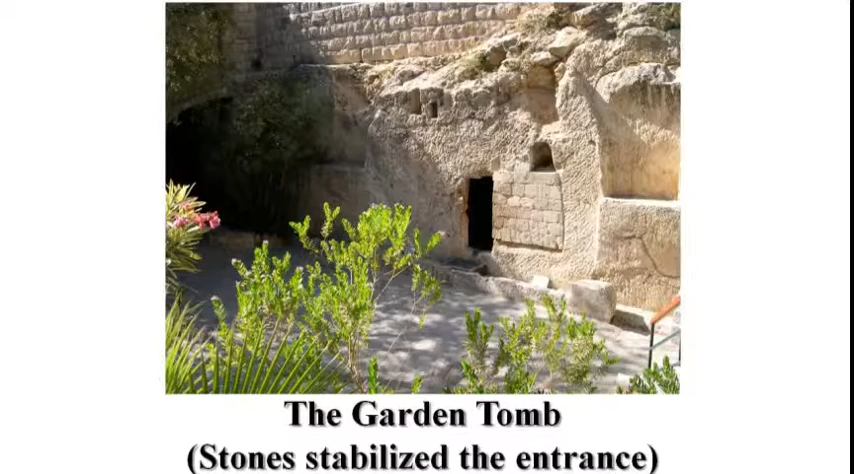 The Garden Tomb
(Stones stabilized the entrance)